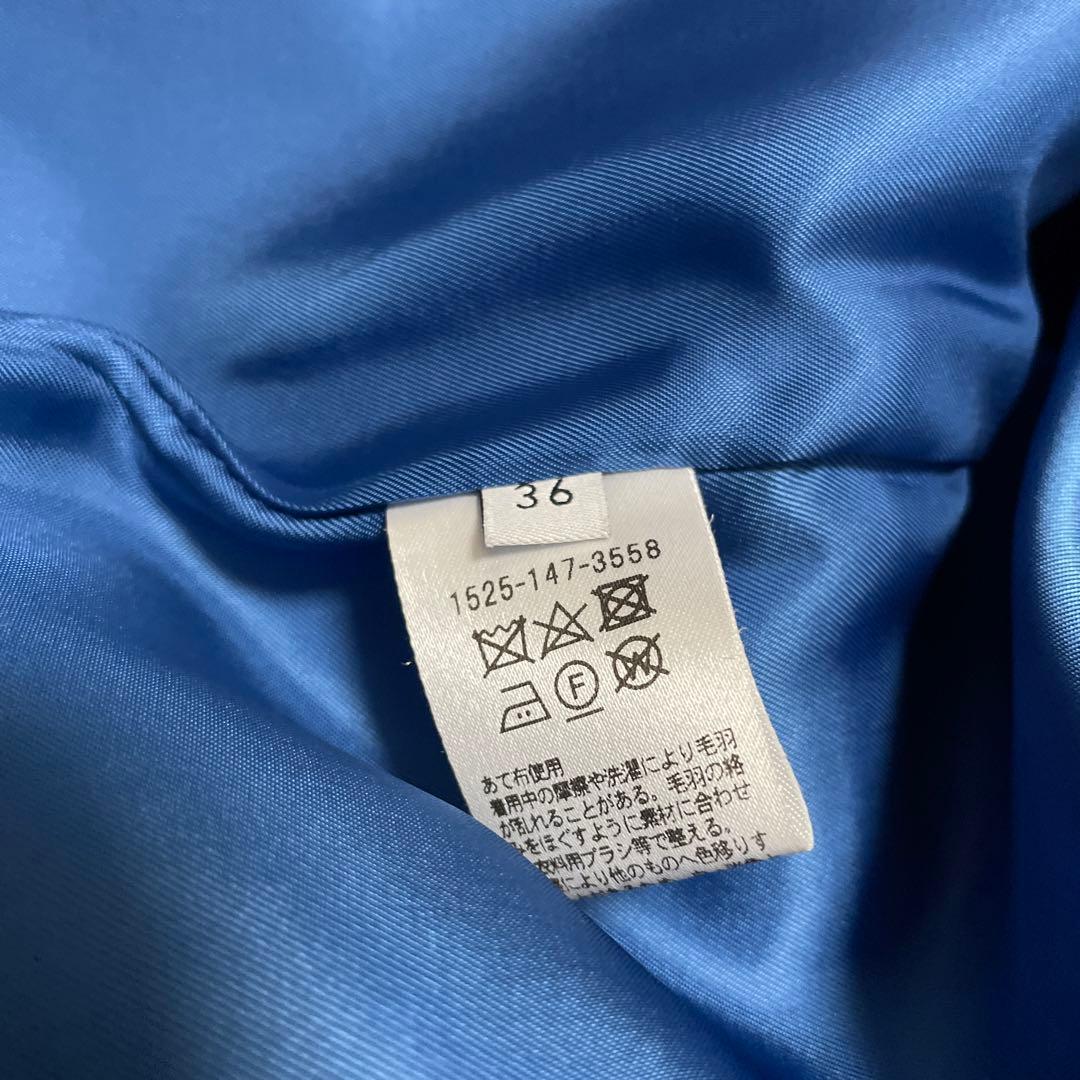 36
1525-147-3558
F
W
あて布使用
着用中の摩擦や洗濯により毛羽
が乱れることがある。毛羽の絡
みをほぐすように素材に合わせ
衣料用ブラシ等で整える。
により他のものへ色移りす